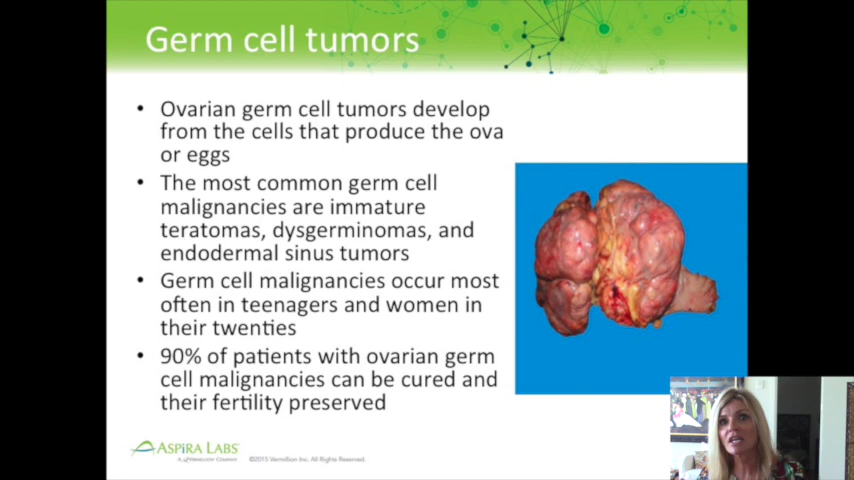 Germ cell tumors
• Ovarian germ cell tumors develop
from the cells that produce the ova
or eggs
• The most common germ cell
malignancies are immature
teratomas, dysgerminomas, and
endodermal sinus tumors
• Germ cell malignancies occur most
often in teenagers and women in
their twenties
• 90% of patients with ovarian germ
cell malignancies can be cured and
their fertility preserved
ASPIRA LABS
A VERMILLION COMPANY
©2015 Vermillion Inc. All Rights Reserved.